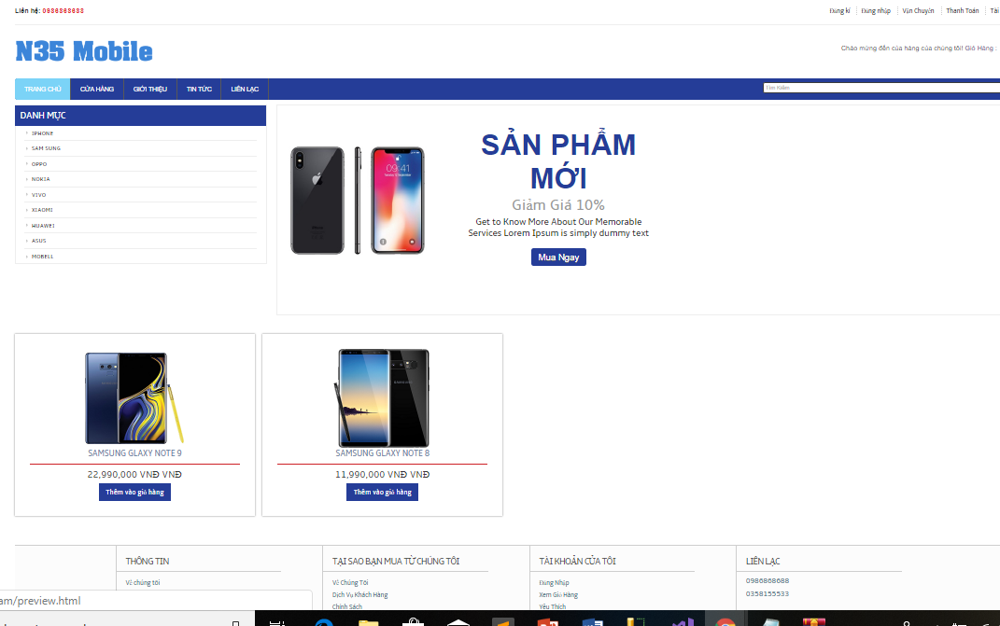 Liên hệ: 0986868688
Đăng kí
Đăng nhập
Vận Chuyển
Thanh Toán
Tài
N35 Mobile
Chào mừng đến cửa hàng của chúng tôi! Giỏ Hàng :
TRANG CHỦ
CỬA HÀNG
GIỚI THIỆU
TIN TỨC
LIÊN LẠC
Tìm Kiếm
DANH MỤC
IPHONE
SAM SUNG
OPPO
NOKIA
VIVO
XIAOMI
HUAWEI
ASUS
MOBELL
09:41
SẢN PHẨM
MỚI
Giảm Giá 10%
Get to Know More About Our Memorable
Services Lorem Ipsum is simply dummy text
Mua Ngay
SAMSUNG GLAXY NOTE 9
22,990,000 VNĐ VNĐ
Thêm vào giỏ hàng
SAMSUNG GLAXY NOTE 8
11,990,000 VNĐ VNĐ
Thêm vào giỏ hàng
THÔNG TIN
Về chúng tôi
TẠI SAO BẠN MUA TỪ CHÚNG TÔI
Về Chúng Tôi
Dịch Vụ Khách Hàng
Chính Sách
TÀI KHOẢN CỦA TÔI
Đăng Nhập
Xem Giỏ Hàng
Yêu Thích
LIÊN LẠC
0986868688
0358155533
am/preview.html